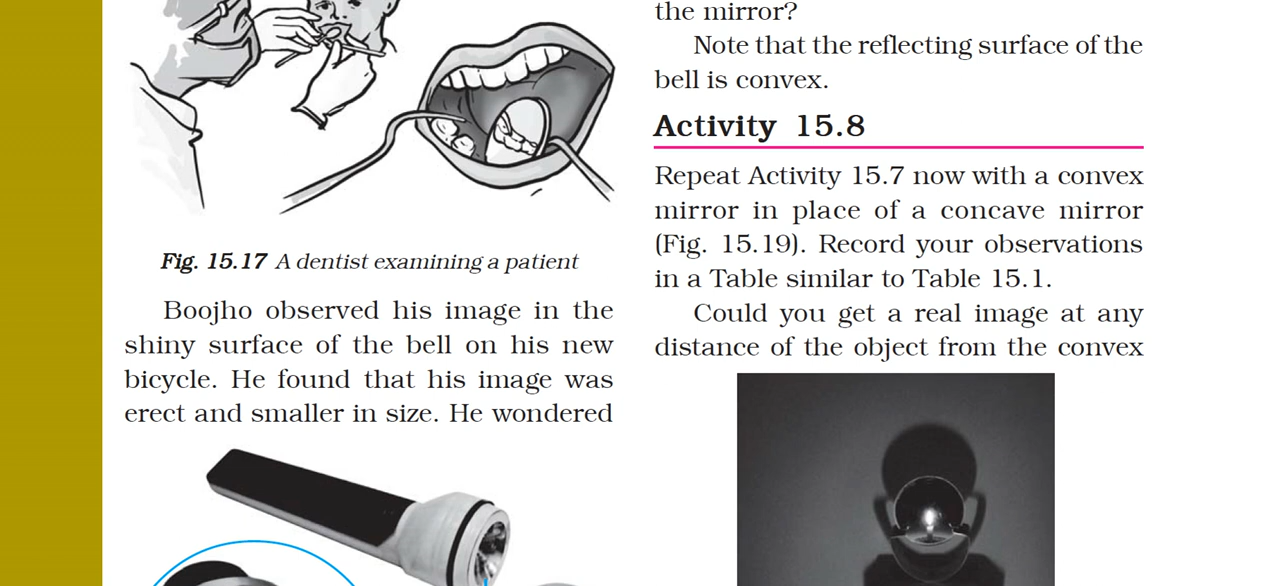 Fig. 15.17 A dentist examining a patient
Boojho observed his image in the
shiny surface of the bell on his new
bicycle. He found that his image was
erect and smaller in size. He wondered
the mirror?
Note that the reflecting surface of the
bell is convex.
Activity 15.8
Repeat Activity 15.7 now with a convex
mirror in place of a concave mirror
(Fig. 15.19). Record your observations
in a Table similar to Table 15.1.
Could you get a real image at any
distance of the object from the convex